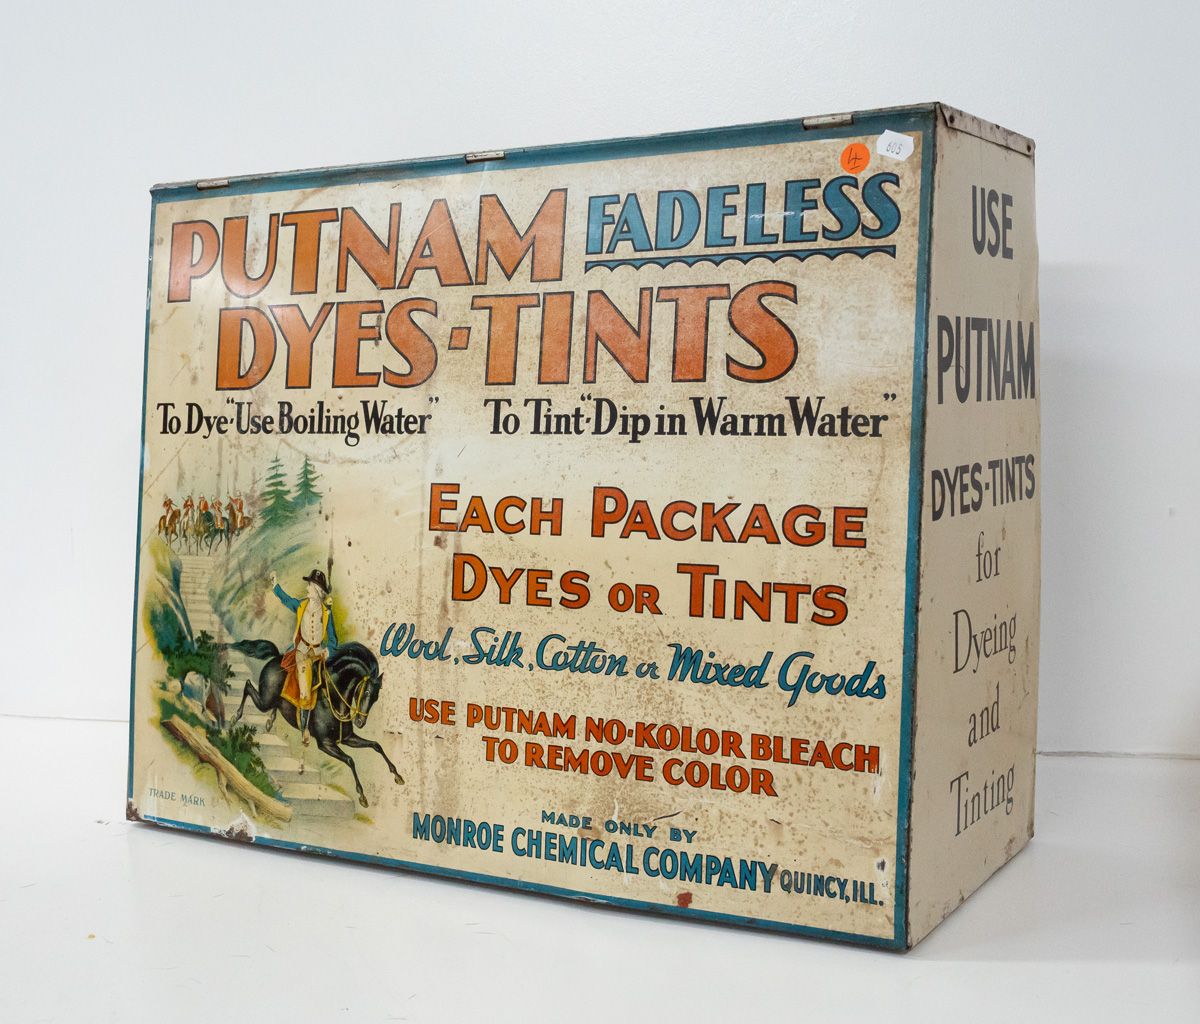 PUTNAM FADELESS
DYES-TINTS
To Dye-"Use Boiling Water" To Tint-"Dip in Warm Water"
EACH PACKAGE
DYES OR TINTS
Wool, Silk, Cotton or Mixed Goods
USE PUTNAM NO-KOLOR BLEACH
TO REMOVE COLOR
TRADE MARK
MADE ONLY BY
MONROE CHEMICAL COMPANY QUINCY, ILL.
4
605
USE
PUTNAM
DYES-TINTS
for
Dyeing
and
Tinting